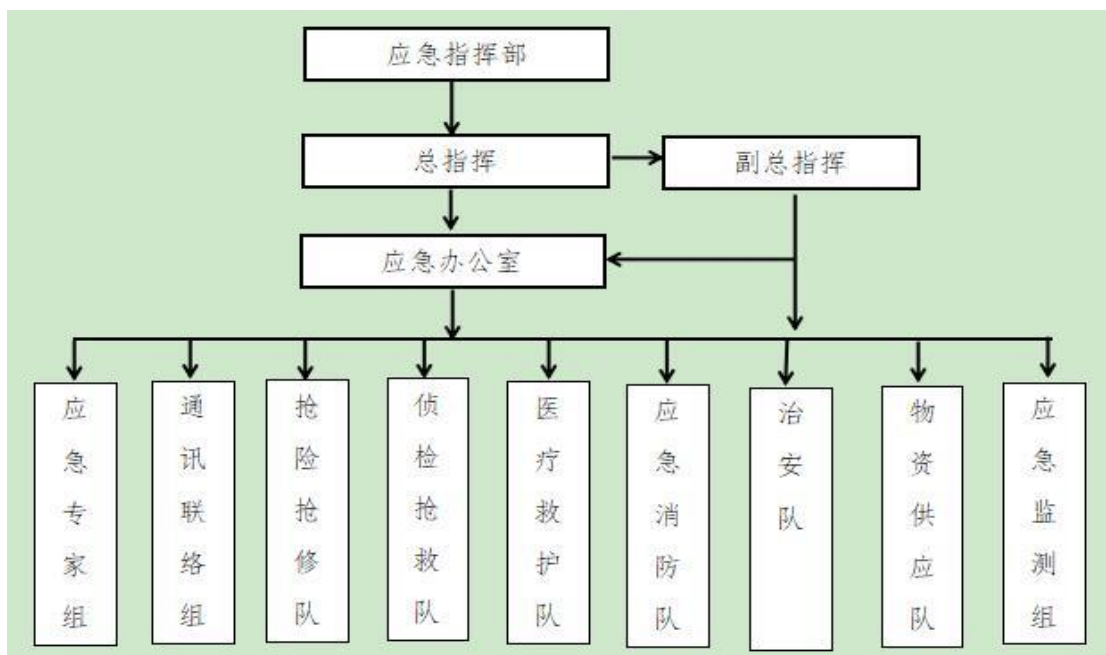 应急指挥部
总指挥
副总指挥
应急办公室
应急专家组
通讯联络组
抢险抢修队
侦检抢救队
医疗救护队
应急消防队
治安队
物资供应队
应急监测组